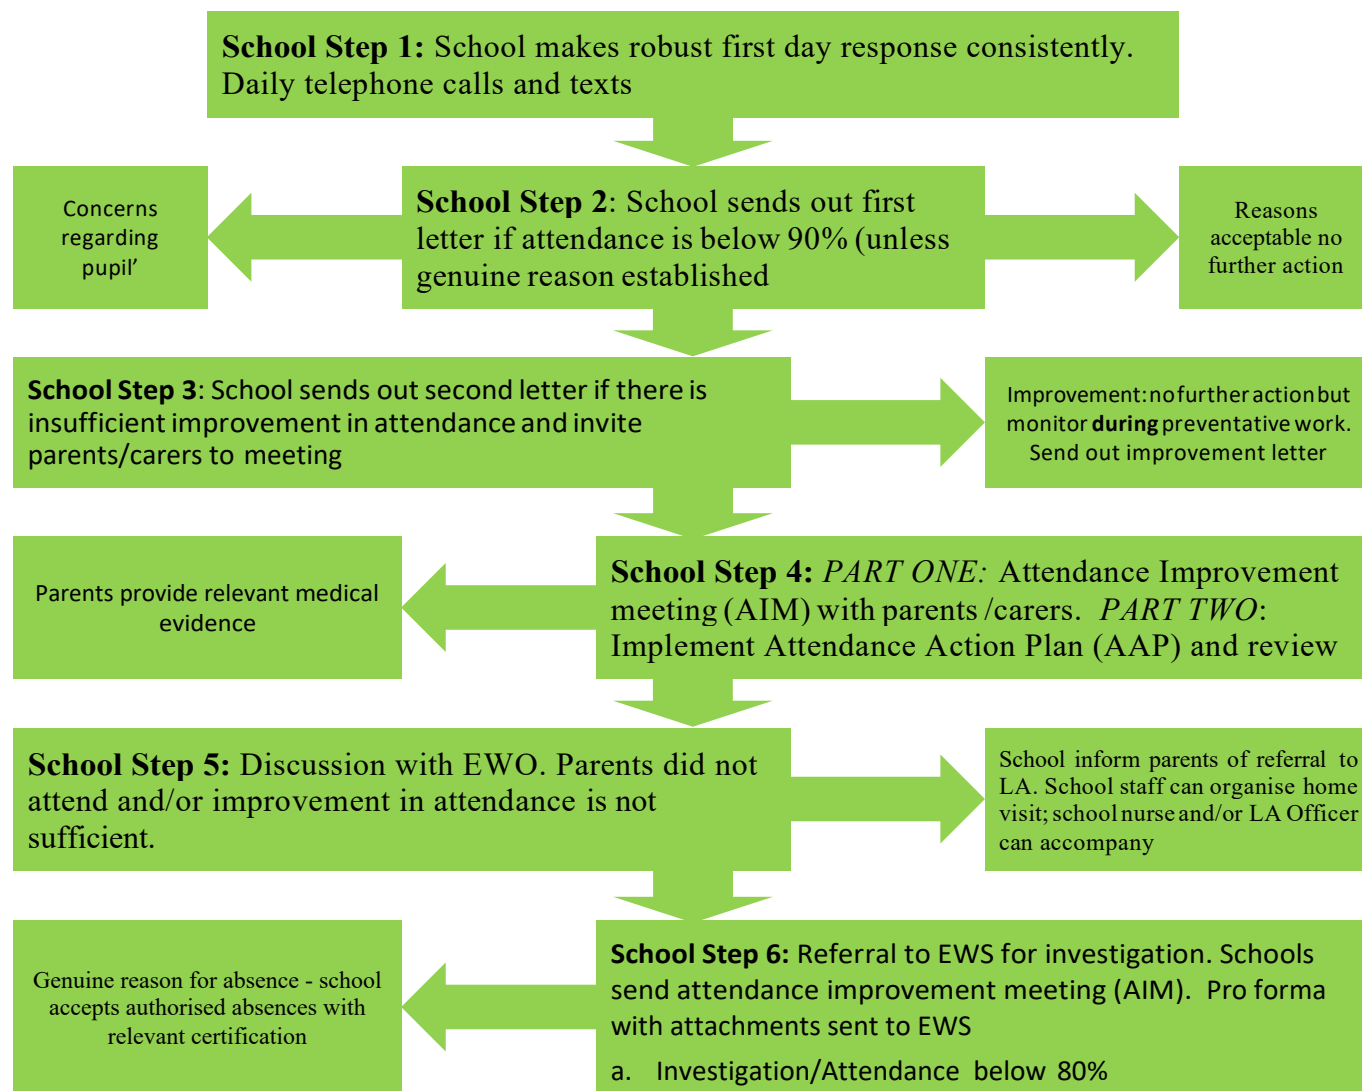 School Step 1: School makes robust first day response consistently.
Daily telephone calls and texts
Concerns
regarding
pupil’
School Step 2: School sends out first
letter if attendance is below 90% (unless
genuine reason established
Reasons
acceptable no
further action
School Step 3: School sends out second letter if there is
insufficient improvement in attendance and invite
parents/carers to meeting
Improvement: no further action but
monitor during preventative work.
Send out improvement letter
Parents provide relevant medical
evidence
School Step 4: PART ONE: Attendance Improvement
meeting (AIM) with parents /carers. PART TWO:
Implement Attendance Action Plan (AAP) and review
School Step 5: Discussion with EWO. Parents did not
attend and/or improvement in attendance is not
sufficient.
School inform parents of referral to
LA. School staff can organise home
visit; school nurse and/or LA Officer
can accompany
Genuine reason for absence - school
accepts authorised absences with
relevant certification
School Step 6: Referral to EWS for investigation. Schools
send attendance improvement meeting (AIM). Pro forma
with attachments sent to EWS
a. Investigation/Attendance below 80%